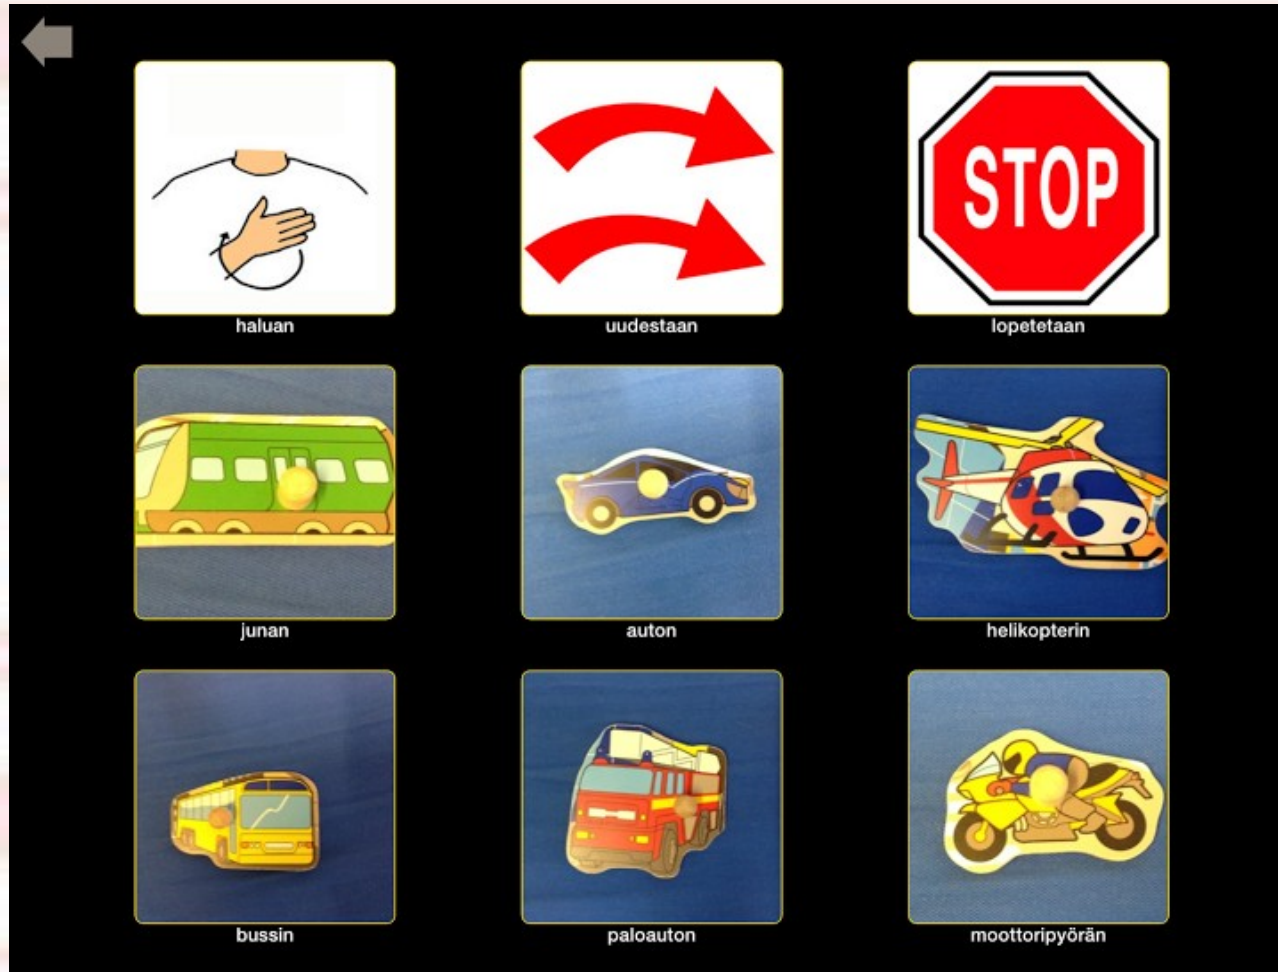 STOP
haluan
uudestaan
lopetetaan
junan
auton
helikopterin
bussin
paloauton
moottoripyörän